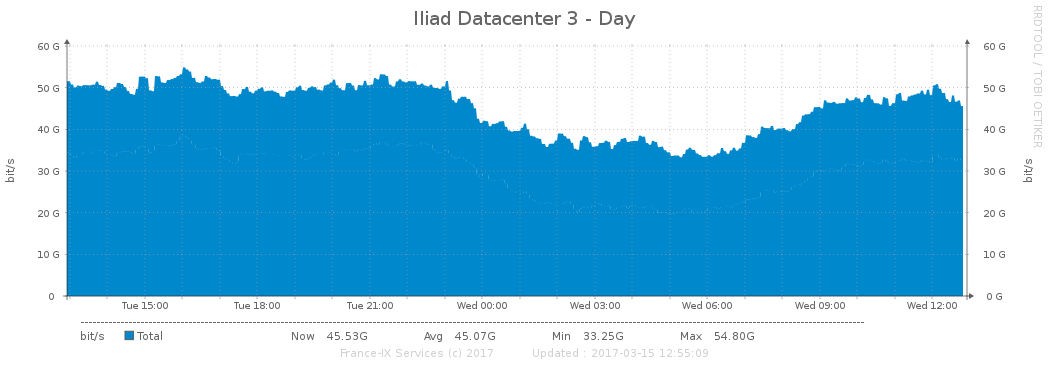 Iliad Datacenter 3 - Day
RRDTOOL / TOBI OETIKER
60 G 60 G
50 G 50 G
40 G 40 G
30 G 30 G
20 G 20 G
10 G 10 G
0 0 G
bit/s bit/s
Tue 15:00 Tue 18:00 Tue 21:00 Wed 00:00 Wed 03:00 Wed 06:00 Wed 09:00 Wed 12:00
bit/s Total Now 45.53G Avg 45.07G Min 33.25G Max 54.80G
France-IX Services (c) 2017 Updated : 2017-03-15 12:55:09